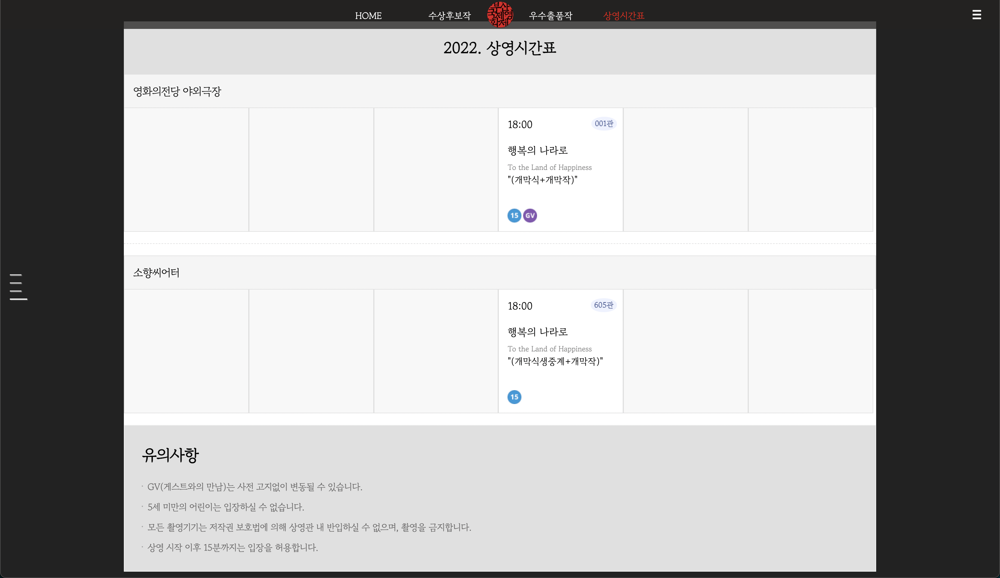 HOME
수상후보작
부산
국제영
화제
우수출품작
상영시간표
2022. 상영시간표
영화의전당 야외극장
18:00
001관
행복의 나라로
To the Land of Happiness
"(개막식+개막작)"
15 GV
소향씨어터
18:00
605관
행복의 나라로
To the Land of Happiness
"(개막식생중계+개막작)"
15
유의사항
· GV(게스트와의 만남)는 사전 고지없이 변동될 수 있습니다.
· 5세 미만의 어린이는 입장하실 수 없습니다.
· 모든 촬영기기는 저작권 보호법에 의해 상영관 내 반입하실 수 없으며, 촬영을 금지합니다.
· 상영 시작 이후 15분까지는 입장을 허용합니다.